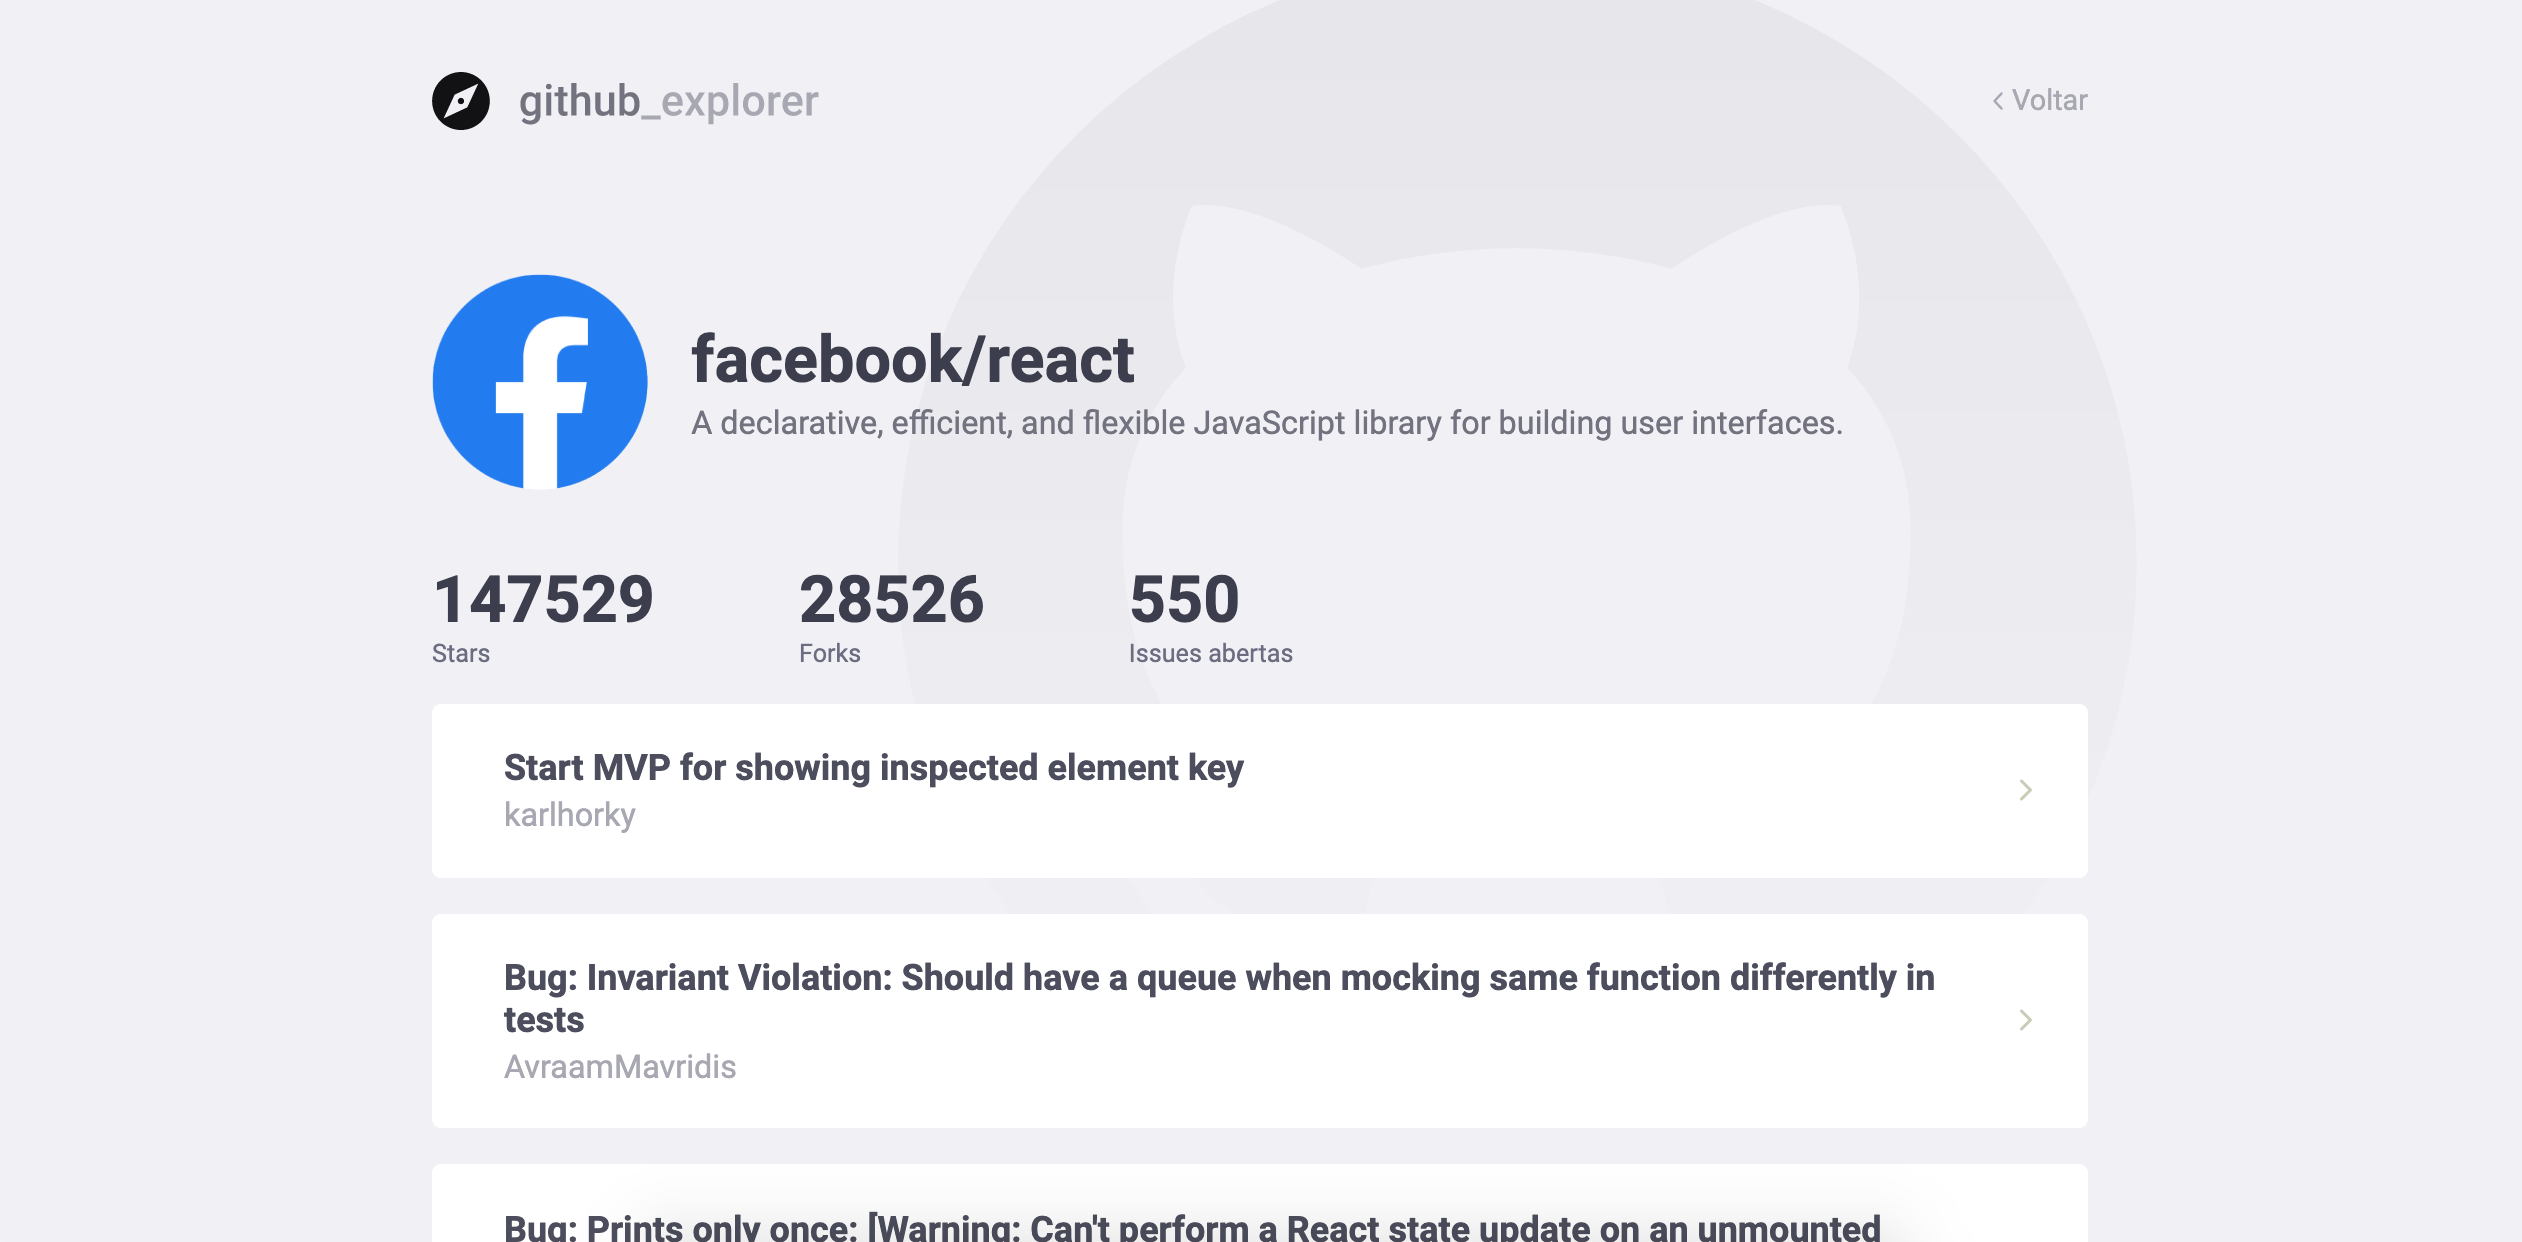 github_explorer
Voltar
facebook/react
A declarative, efficient, and flexible JavaScript library for building user interfaces.
147529 28526 550
Stars Forks Issues abertas
Start MVP for showing inspected element key
karlhorky
Bug: Invariant Violation: Should have a queue when mocking same function differently in
tests
AvraamMavridis
Bug: Prints only once: [Warning: Can't perform a React state update on an unmounted